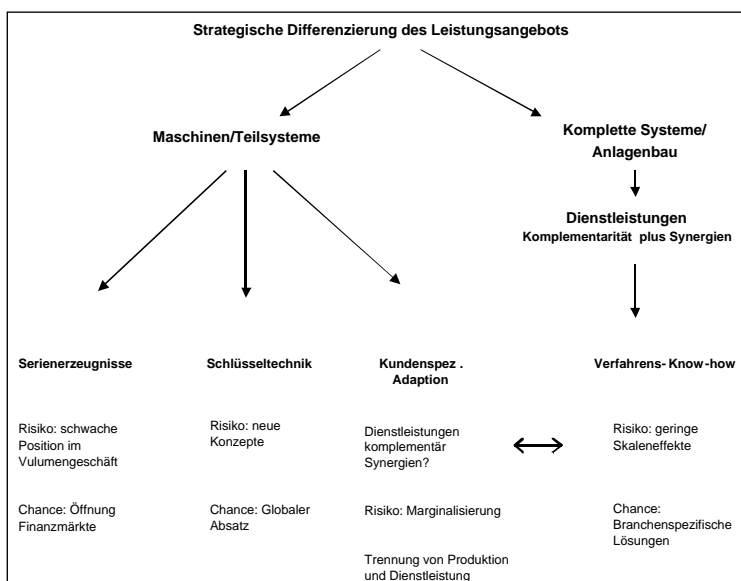 Strategische Differenzierung des Leistungsangebots
Maschinen/Teilsysteme
Komplette Systeme/
Anlagenbau
Dienstleistungen
Komplementarität plus Synergien
Serienerzeugnisse
Risiko: schwache
Position im
Vulumengeschäft
Chance: Öffnung
Finanzmärkte
Schlüsseltechnik
Risiko: neue
Konzepte
Chance: Globaler
Absatz
Kundenspez .
Adaption
Dienstleistungen
komplementär
Synergien?
Risiko: Marginalisierung
Trennung von Produktion
und Dienstleistung
Verfahrens- Know-how
Risiko: geringe
Skaleneffekte
Chance:
Branchenspezifische
Lösungen